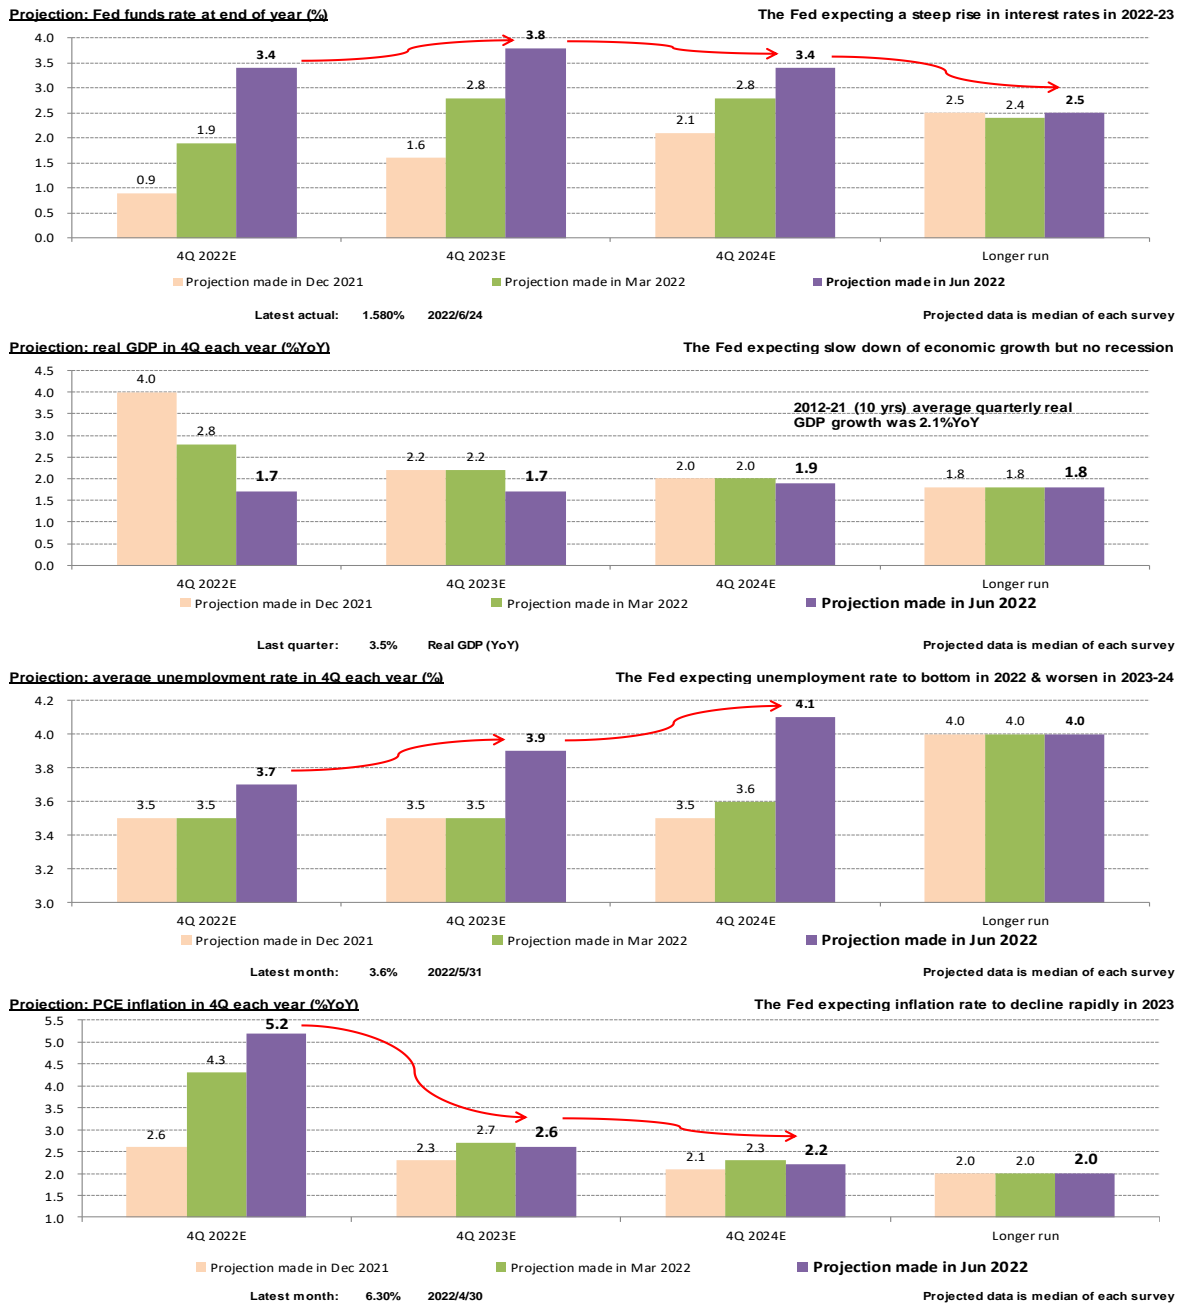 Projection: Fed funds rate at end of year (%) The Fed expecting a steep rise in interest rates in 2022-23
4.0
3.5
3.0
2.5
2.0
1.5
1.0
0.5
0.0
0.9 1.9 3.4
1.6 2.8 3.8
2.1 2.8 3.4
2.5 2.4 2.5
4Q 2022E 4Q 2023E 4Q 2024E Longer run
Projection made in Dec 2021 Projection made in Mar 2022 Projection made in Jun 2022
Latest actual: 1.580% 2022/6/24 Projected data is median of each survey
Projection: real GDP in 4Q each year (%YoY) The Fed expecting slow down of economic growth but no recession
4.5
4.0
3.5
3.0
2.5
2.0
1.5
1.0
0.5
0.0
2012-21 (10 yrs) average quarterly real
GDP growth was 2.1%YoY
4.0 2.8 1.7
2.2 2.2 1.7
2.0 2.0 1.9
1.8 1.8 1.8
4Q 2022E 4Q 2023E 4Q 2024E Longer run
Projection made in Dec 2021 Projection made in Mar 2022 Projection made in Jun 2022
Last quarter: 3.5% Real GDP (YoY) Projected data is median of each survey
Projection: average unemployment rate in 4Q each year (%) The Fed expecting unemployment rate to bottom in 2022 & worsen in 2023-24
4.2
4.0
3.8
3.6
3.4
3.2
3.0
3.5 3.5 3.7
3.5 3.5 3.9
3.5 3.6 4.1
4.0 4.0 4.0
4Q 2022E 4Q 2023E 4Q 2024E Longer run
Projection made in Dec 2021 Projection made in Mar 2022 Projection made in Jun 2022
Latest month: 3.6% 2022/5/31 Projected data is median of each survey
Projection: PCE inflation in 4Q each year (%YoY) The Fed expecting inflation rate to decline rapidly in 2023
5.5
5.0
4.5
4.0
3.5
3.0
2.5
2.0
1.5
1.0
2.6 4.3 5.2
2.3 2.7 2.6
2.1 2.3 2.2
2.0 2.0 2.0
4Q 2022E 4Q 2023E 4Q 2024E Longer run
Projection made in Dec 2021 Projection made in Mar 2022 Projection made in Jun 2022
Latest month: 6.30% 2022/4/30 Projected data is median of each survey